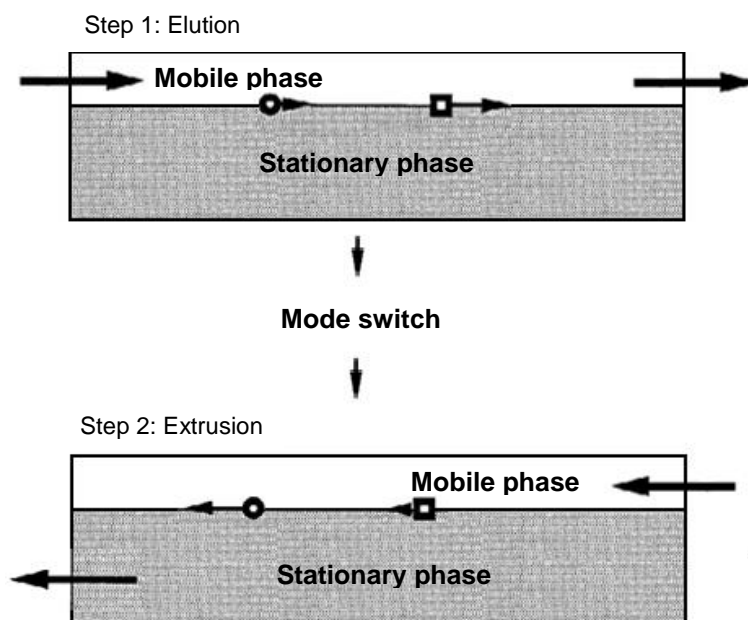 Step 1: Elution
Mobile phase
Stationary phase
Mode switch
Step 2: Extrusion
Mobile phase
Stationary phase